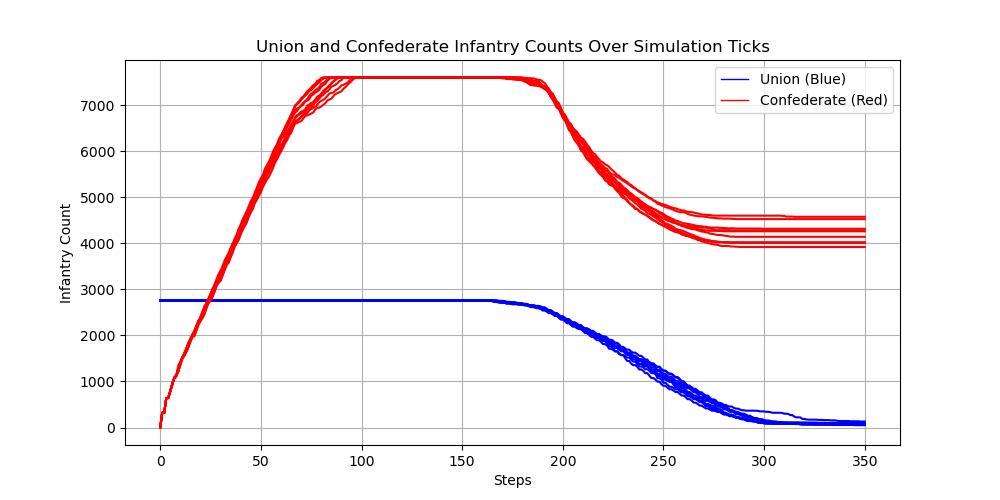 Union and Confederate Infantry Counts Over Simulation Ticks
Union (Blue)
Confederate (Red)
Infantry Count
7000
6000
5000
4000
3000
2000
1000
0
0 50 100 150 200 250 300 350
Steps